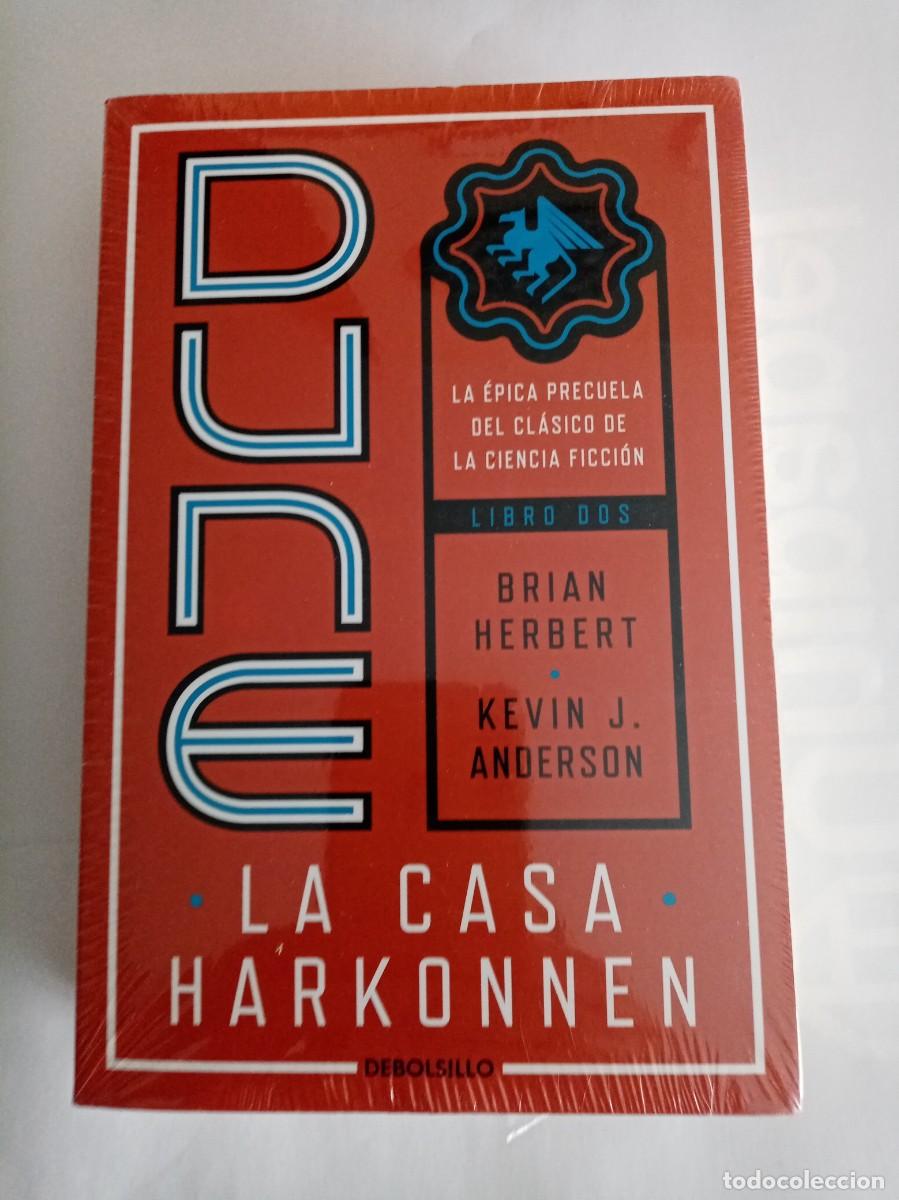 DUNE
LA ÉPICA PRECUELA
DEL CLÁSICO DE
LA CIENCIA FICCIÓN
LIBRO DOS
BRIAN
HERBERT
KEVIN J.
ANDERSON
· LA CASA ·
HARKONNEN
DEBOLSILLO
todocoleccion